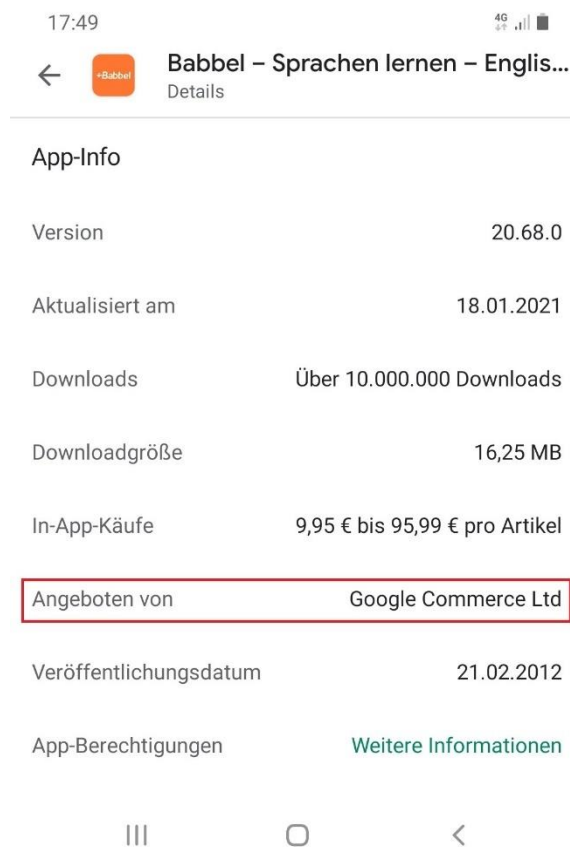 17:49
4G
+Babbel
Babbel – Sprachen lernen – Englis...
Details
App-Info
Version 20.68.0
Aktualisiert am 18.01.2021
Downloads Über 10.000.000 Downloads
Downloadgröße 16,25 MB
In-App-Käufe 9,95 € bis 95,99 € pro Artikel
Angeboten von Google Commerce Ltd
Veröffentlichungsdatum 21.02.2012
App-Berechtigungen Weitere Informationen